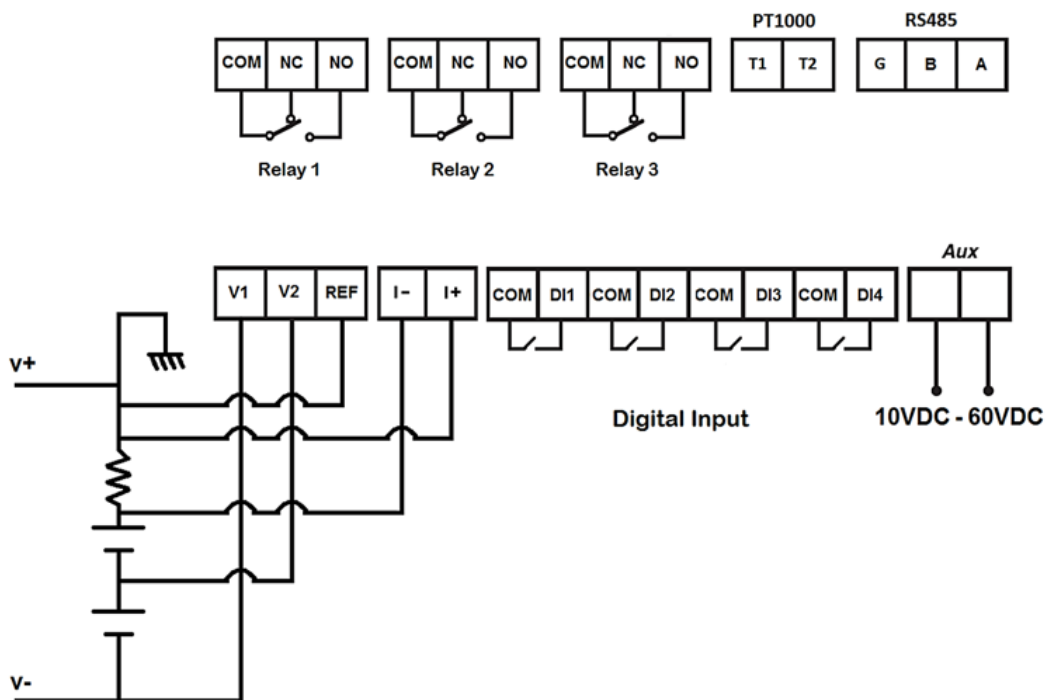 PT1000 RS485
COM NC NO COM NC NO COM NC NO T1 T2 G B A
Relay 1 Relay 2 Relay 3
Aux
V1 V2 REF I- I+ COM DI1 COM DI2 COM DI3 COM DI4
V+
Digital Input 10VDC - 60VDC
V-